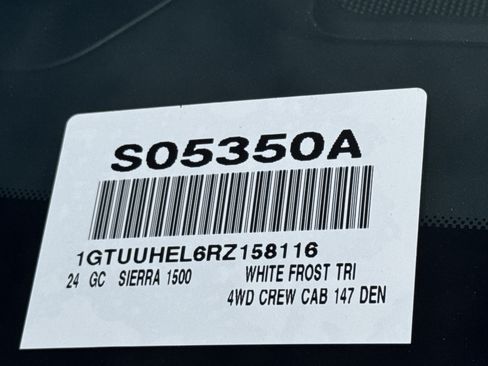 S05350A
1GTUUHEL6RZ158116
24 GC SIERRA 1500 WHITE FROST TRI
4WD CREW CAB 147 DEN